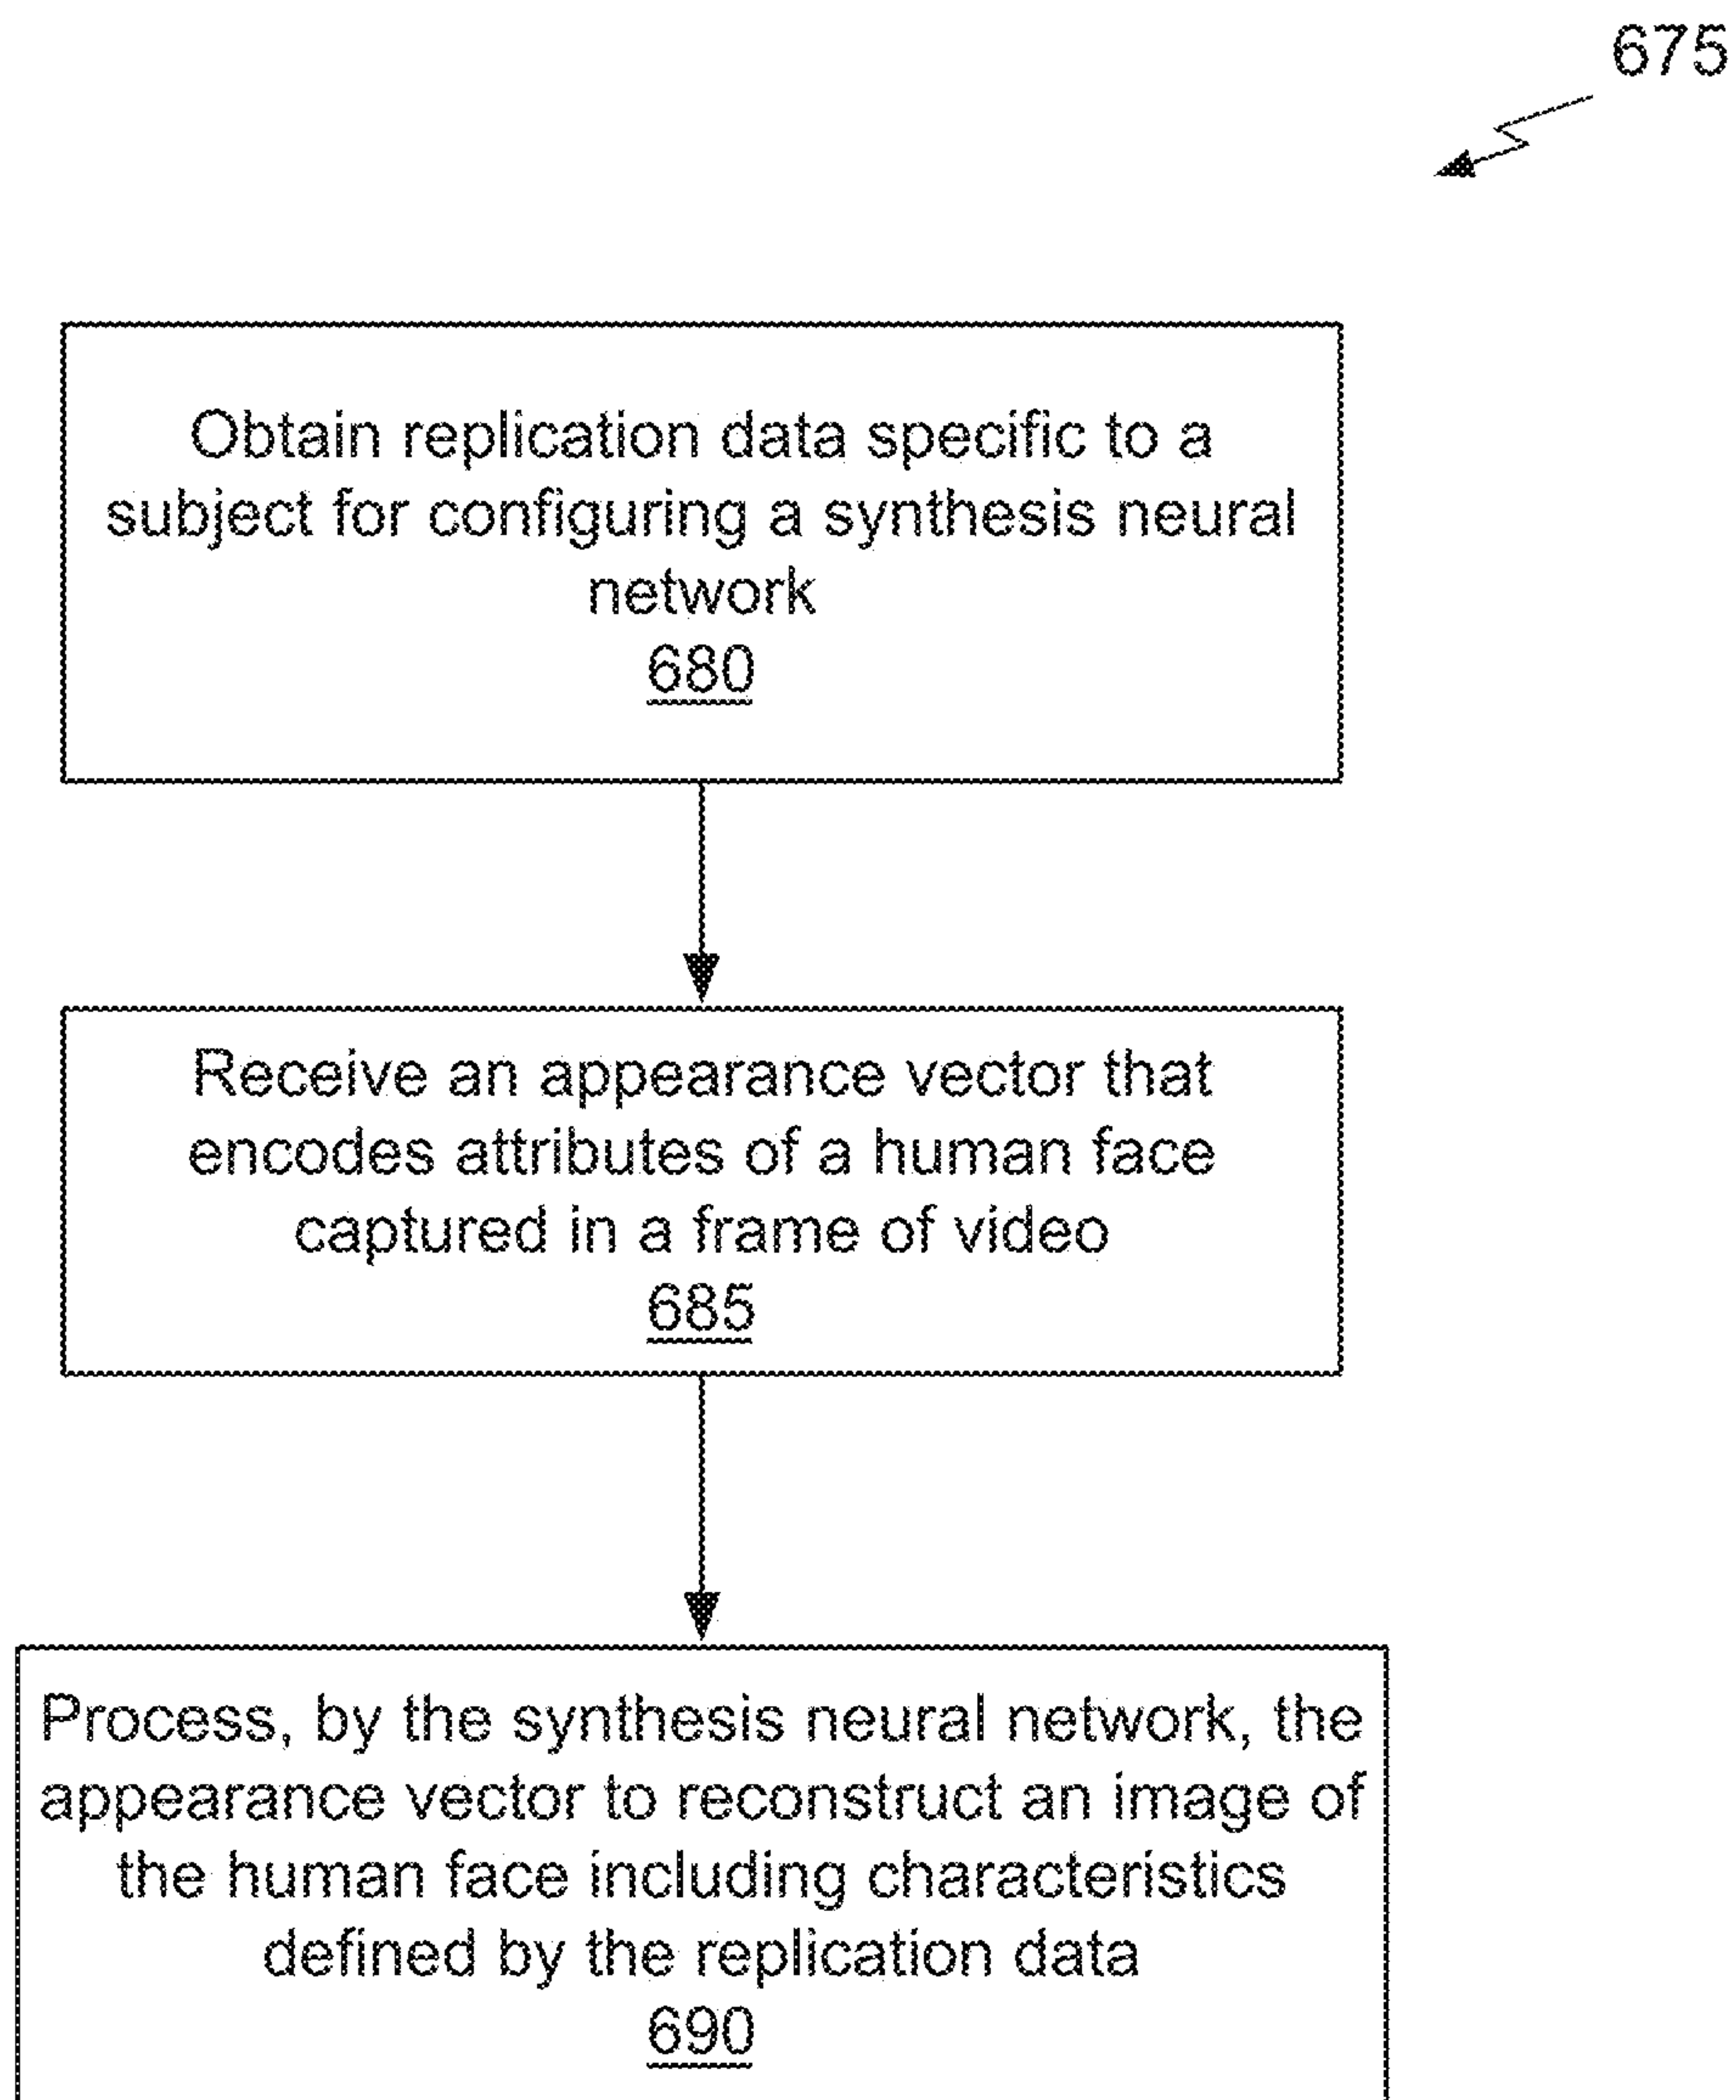 675
Obtain replication data specific to a
subject for configuring a synthesis neural
network
680
Receive an appearance vector that
encodes attributes of a human face
captured in a frame of video
685
Process, by the synthesis neural network, the
appearance vector to reconstruct an image of
the human face including characteristics
defined by the replication data
690